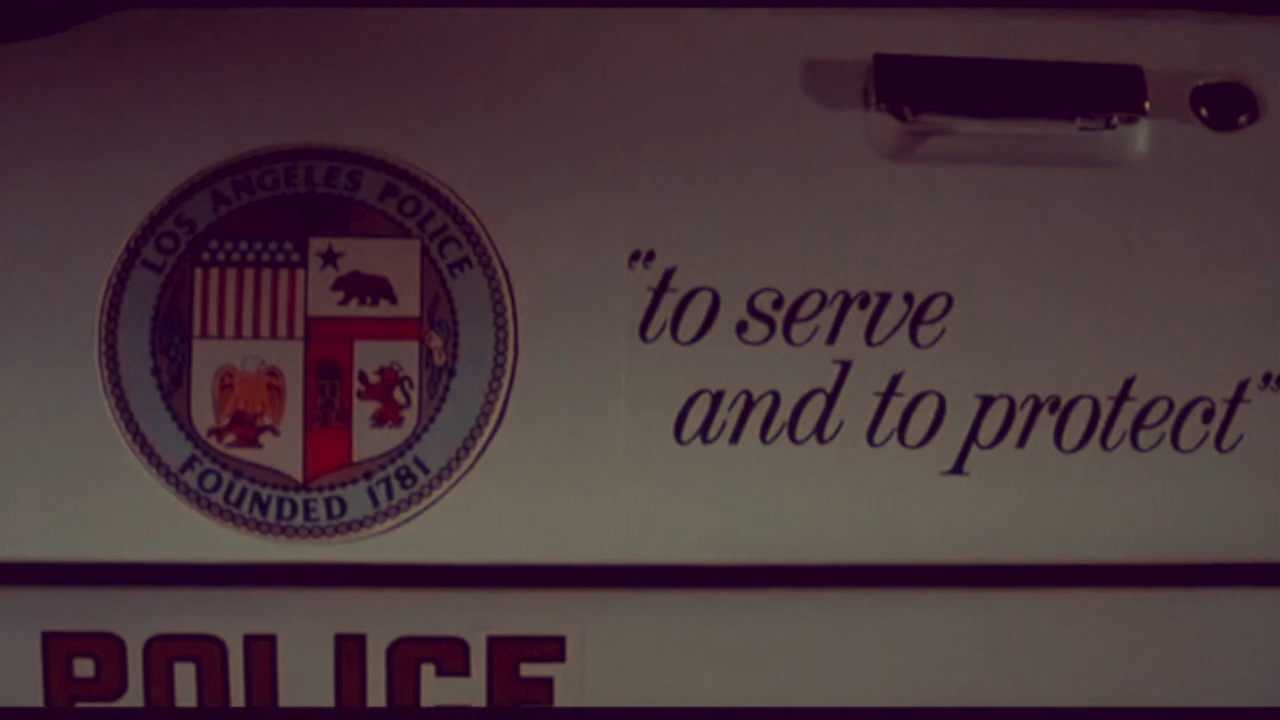 LOS ANGELES POLICE
FOUNDED 1781
“to serve
and to protect”
POLICE